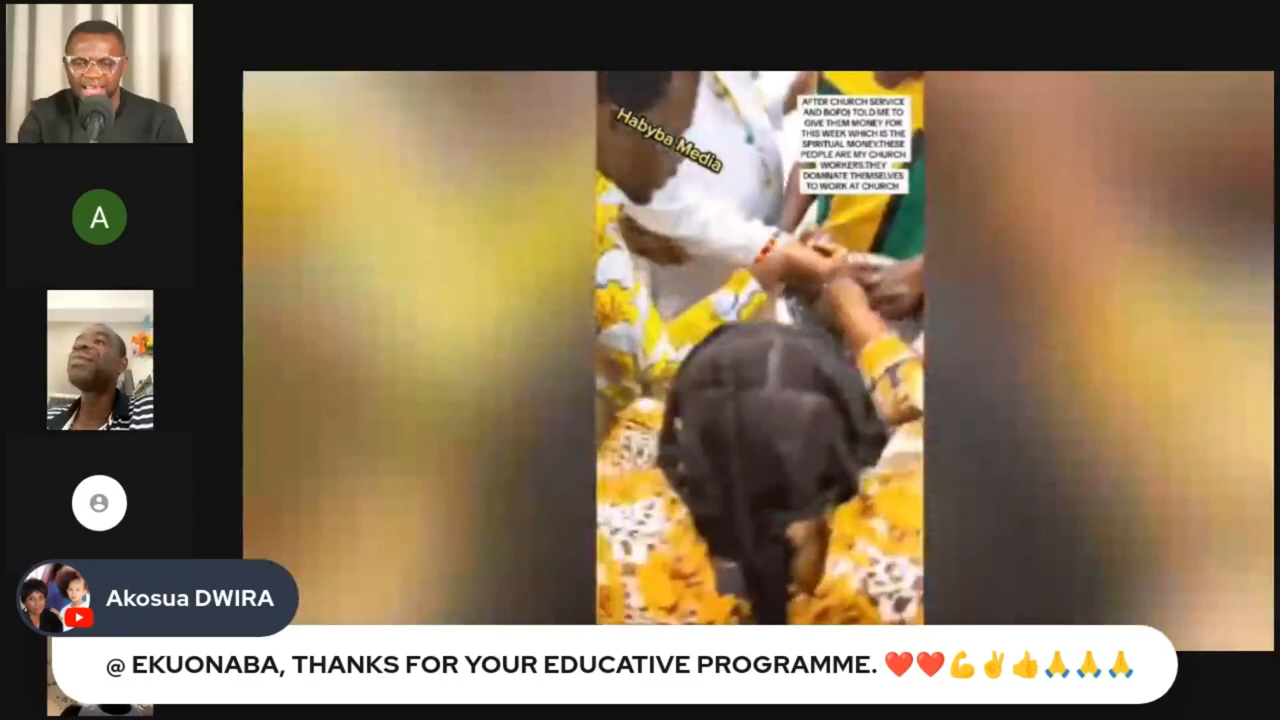 Habyba Media
AFTER CHURCH SERVICE
AND BOFO) TOLD ME TO
GIVE THEM MONEY FOR
THIS WEEK WHICH IS THE
SPIRITUAL MONEY.THESE
PEOPLE ARE MY CHURCH
WORKERS.THEY
DOMINATE THEMSELVES
TO WORK AT CHURCH
A
Akosua DWIRA
@ EKUONABA, THANKS FOR YOUR EDUCATIVE PROGRAMME. ❤️❤️💪✌️👍🙏🙏🙏